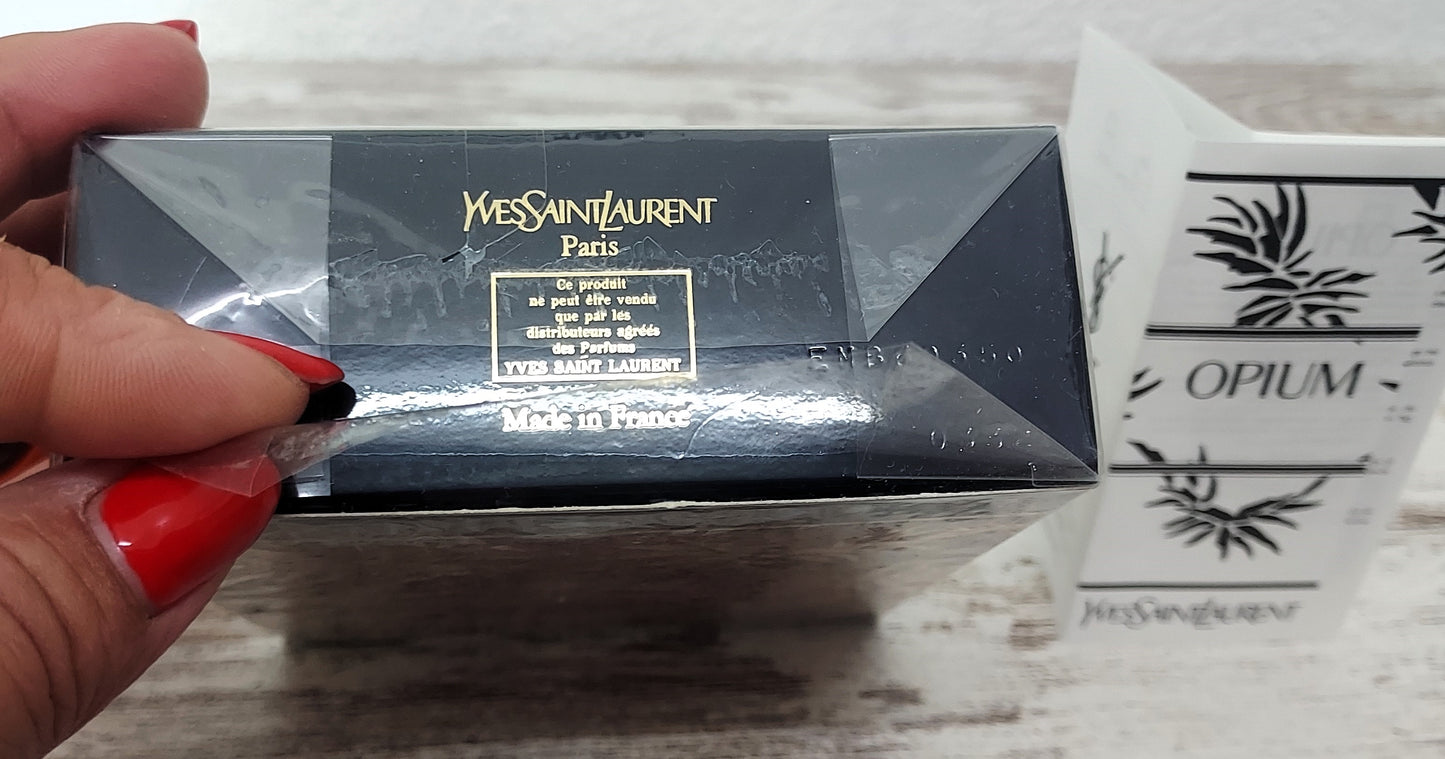 YVESSAINTLAURENT
Paris
Ce produit
ne peut être vendu
que par les
distributeurs agréés
des Parfums
YVES SAINT LAURENT
Made in France
OPIUM
YVESSAINTLAURENT